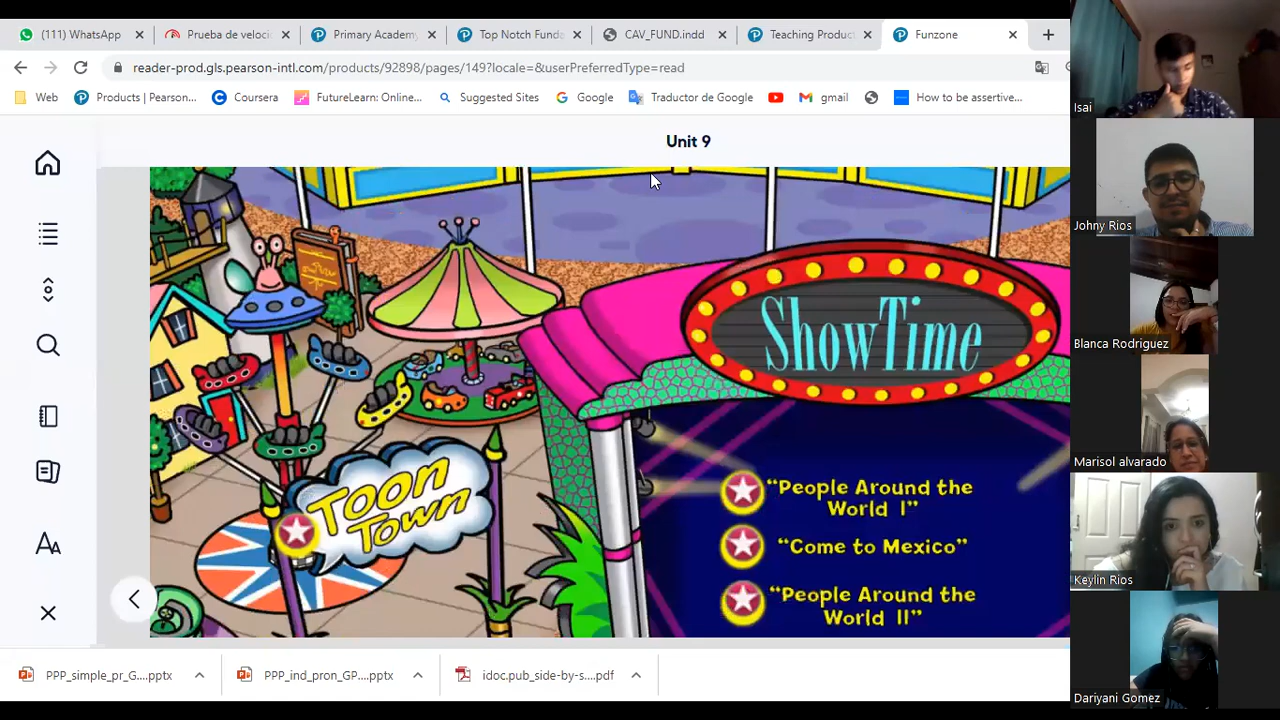 (111) WhatsApp
Prueba de veloci
Primary Academy
Top Notch Funda
CAV_FUND.indd
Teaching Product
Funzone
reader-prod.gls.pearson-intl.com/products/92898/pages/149?locale=&userPreferredType=read
Web
Products | Pearson...
Coursera
FutureLearn: Online...
Suggested Sites
Google
Traductor de Google
gmail
How to be assertive...
Unit 9
ShowTime
Toon
Town
"People Around the
World I"
"Come to Mexico"
"People Around the
World II"
PPP_simple_pr_G....pptx
PPP_ind_pron_GP....pptx
idoc.pub_side-by-s....pdf
Isai
Johny Rios
Blanca Rodriguez
Marisol alvarado
Keylin Rios
Dariyani Gomez